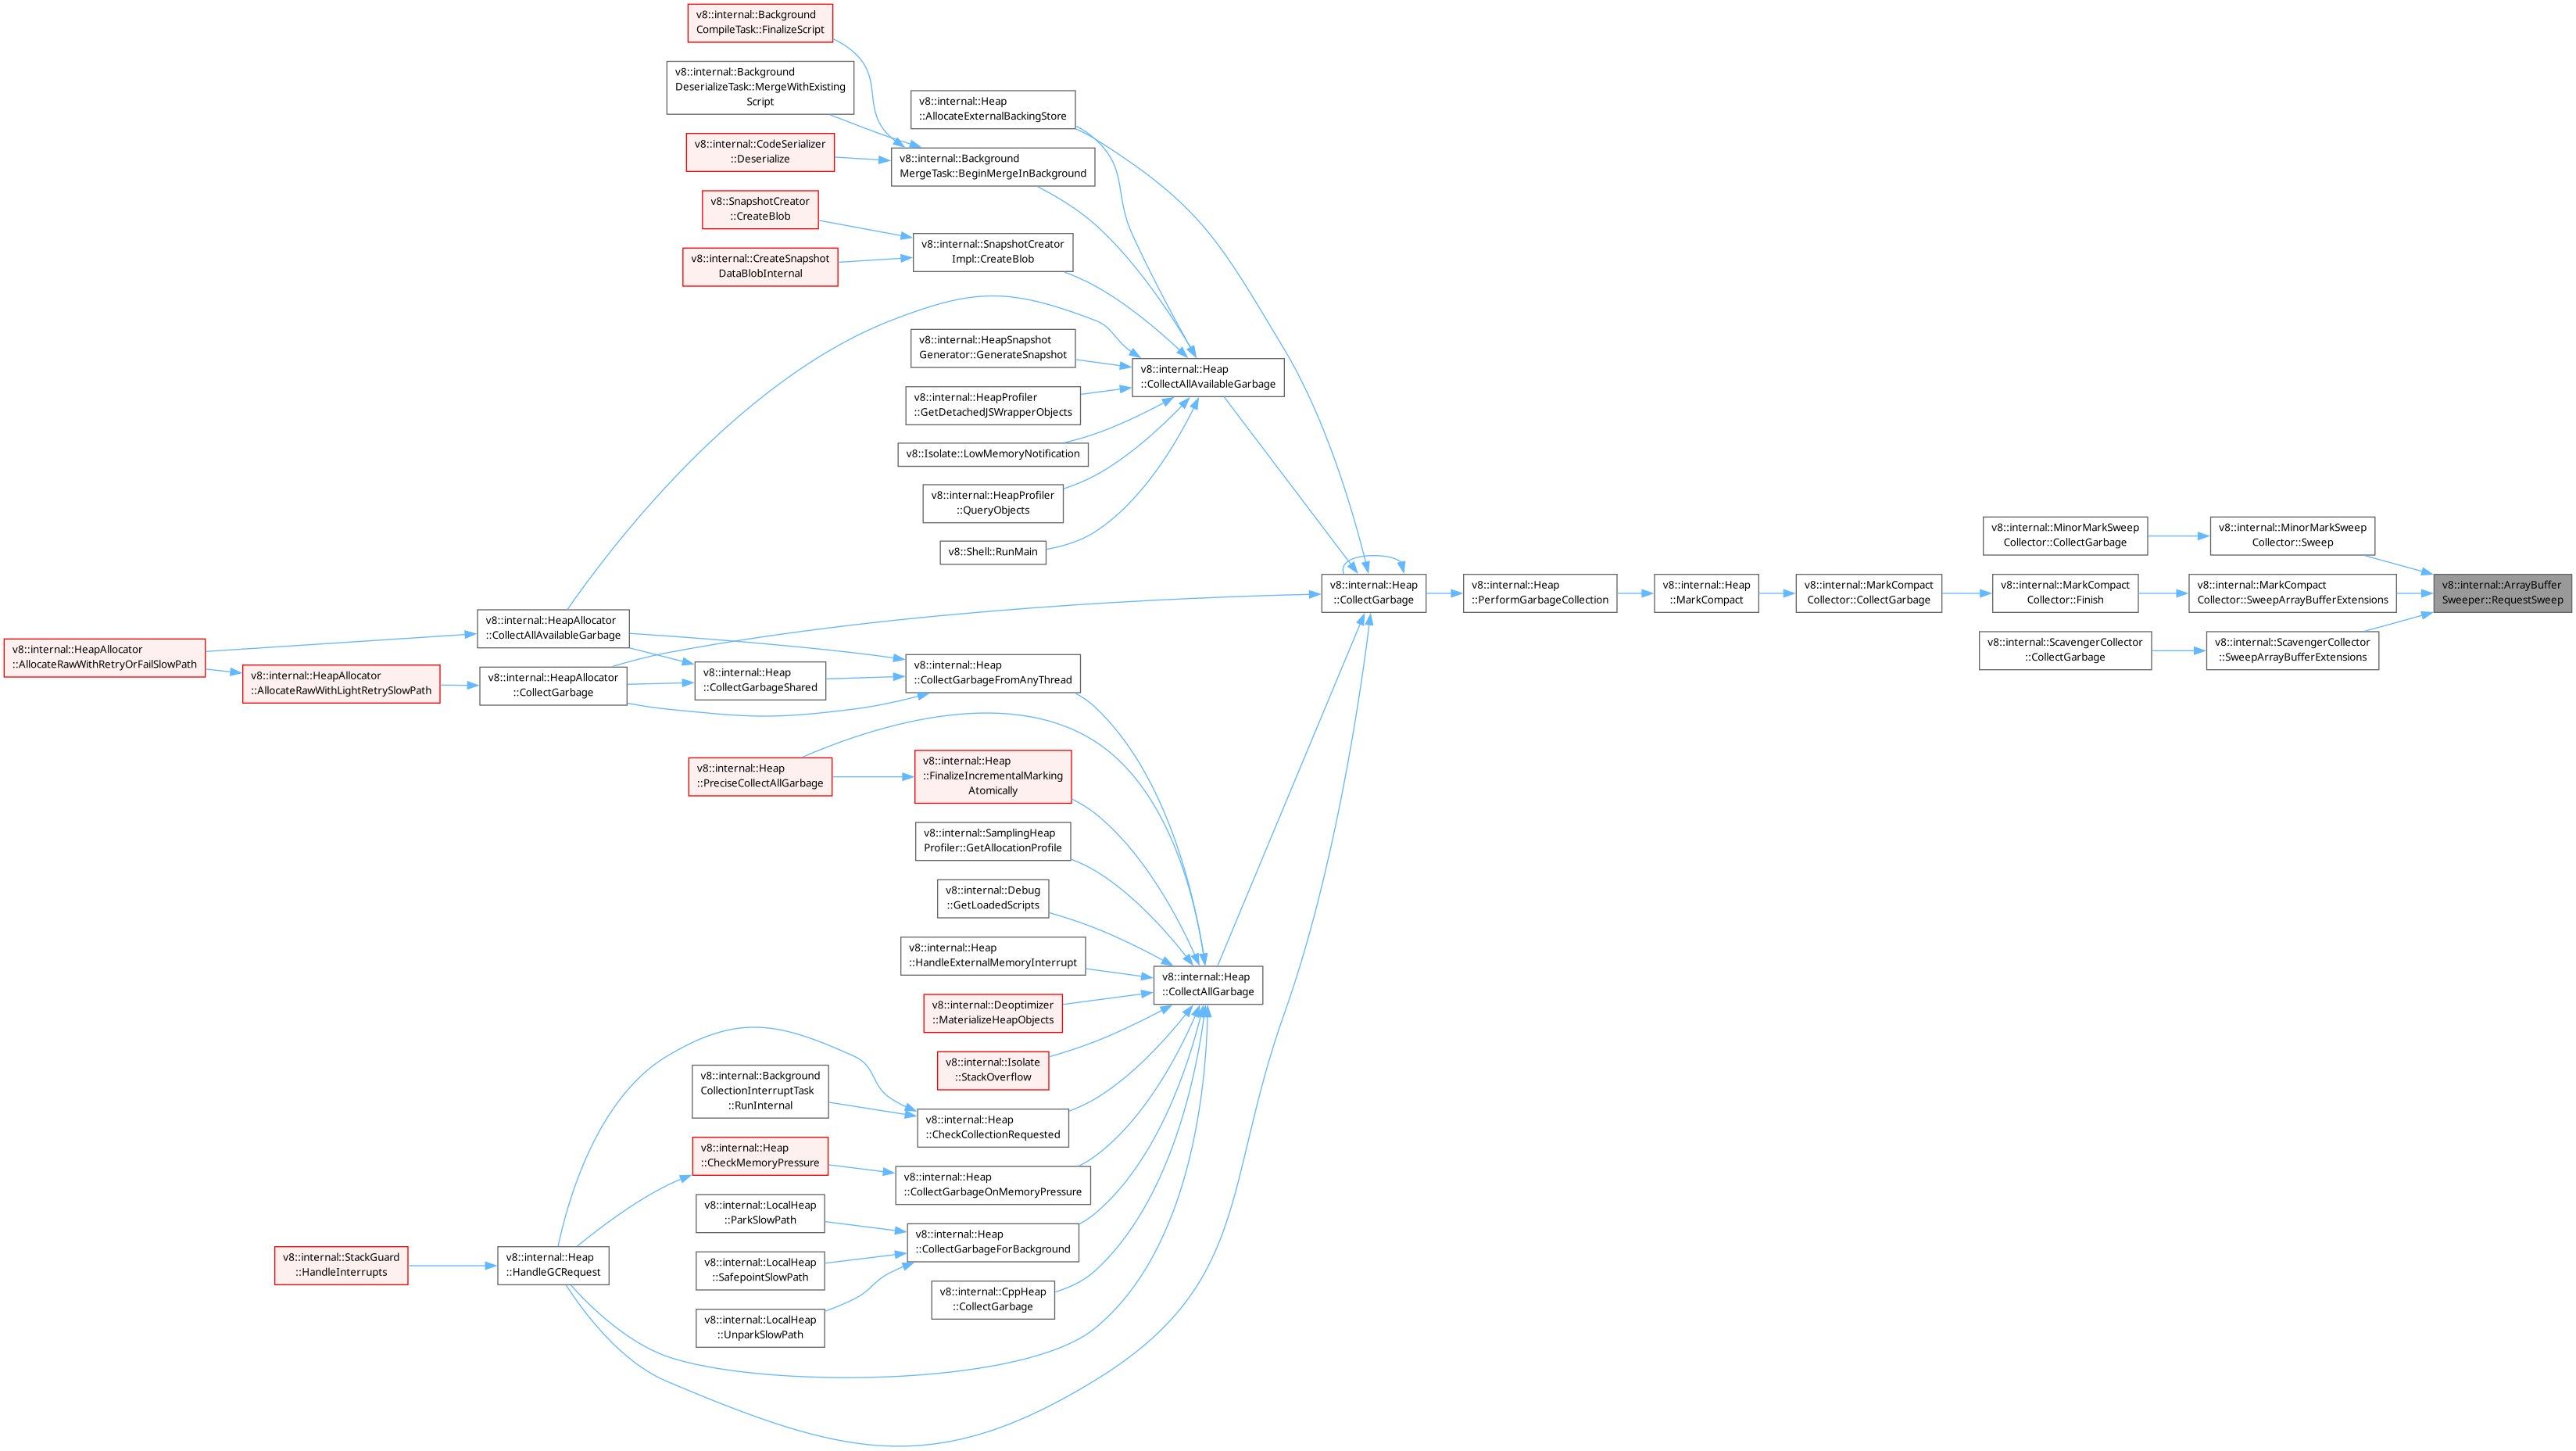 v8::internal::Background
CompileTask::FinalizeScript
v8::internal::Background
DeserializeTask::MergeWithExisting
Script
v8::internal::Heap
::AllocateExternalBackingStore
v8::internal::CodeSerializer
::Deserialize
v8::internal::Background
MergeTask::BeginMergeInBackground
v8::SnapshotCreator
::CreateBlob
v8::internal::SnapshotCreator
Impl::CreateBlob
v8::internal::CreateSnapshot
DataBlobInternal
v8::internal::HeapSnapshot
Generator::GenerateSnapshot
v8::internal::Heap
::CollectAllAvailableGarbage
v8::internal::HeapProfiler
::GetDetachedJSWrapperObjects
v8::Isolate::LowMemoryNotification
v8::internal::HeapProfiler
::QueryObjects
v8::Shell::RunMain
v8::internal::MinorMarkSweep
Collector::CollectGarbage
v8::internal::MinorMarkSweep
Collector::Sweep
v8::internal::Heap
::CollectGarbage
v8::internal::Heap
::PerformGarbageCollection
v8::internal::Heap
::MarkCompact
v8::internal::MarkCompact
Collector::CollectGarbage
v8::internal::MarkCompact
Collector::Finish
v8::internal::MarkCompact
Collector::SweepArrayBufferExtensions
v8::internal::ArrayBuffer
Sweeper::RequestSweep
v8::internal::ScavengerCollector
::CollectGarbage
v8::internal::ScavengerCollector
::SweepArrayBufferExtensions
v8::internal::HeapAllocator
::CollectAllAvailableGarbage
v8::internal::HeapAllocator
::AllocateRawWithRetryOrFailSlowPath
v8::internal::HeapAllocator
::AllocateRawWithLightRetrySlowPath
v8::internal::HeapAllocator
::CollectGarbage
v8::internal::Heap
::CollectGarbageShared
v8::internal::Heap
::CollectGarbageFromAnyThread
v8::internal::Heap
::PreciseCollectAllGarbage
v8::internal::Heap
::FinalizeIncrementalMarking
Atomically
v8::internal::SamplingHeap
Profiler::GetAllocationProfile
v8::internal::Debug
::GetLoadedScripts
v8::internal::Heap
::HandleExternalMemoryInterrupt
v8::internal::Heap
::CollectAllGarbage
v8::internal::Deoptimizer
::MaterializeHeapObjects
v8::internal::Isolate
::StackOverflow
v8::internal::Background
CollectionInterruptTask
::RunInternal
v8::internal::Heap
::CheckCollectionRequested
v8::internal::Heap
::CheckMemoryPressure
v8::internal::Heap
::CollectGarbageOnMemoryPressure
v8::internal::LocalHeap
::ParkSlowPath
v8::internal::Heap
::CollectGarbageForBackground
v8::internal::StackGuard
::HandleInterrupts
v8::internal::Heap
::HandleGCRequest
v8::internal::LocalHeap
::SafepointSlowPath
v8::internal::CppHeap
::CollectGarbage
v8::internal::LocalHeap
::UnparkSlowPath